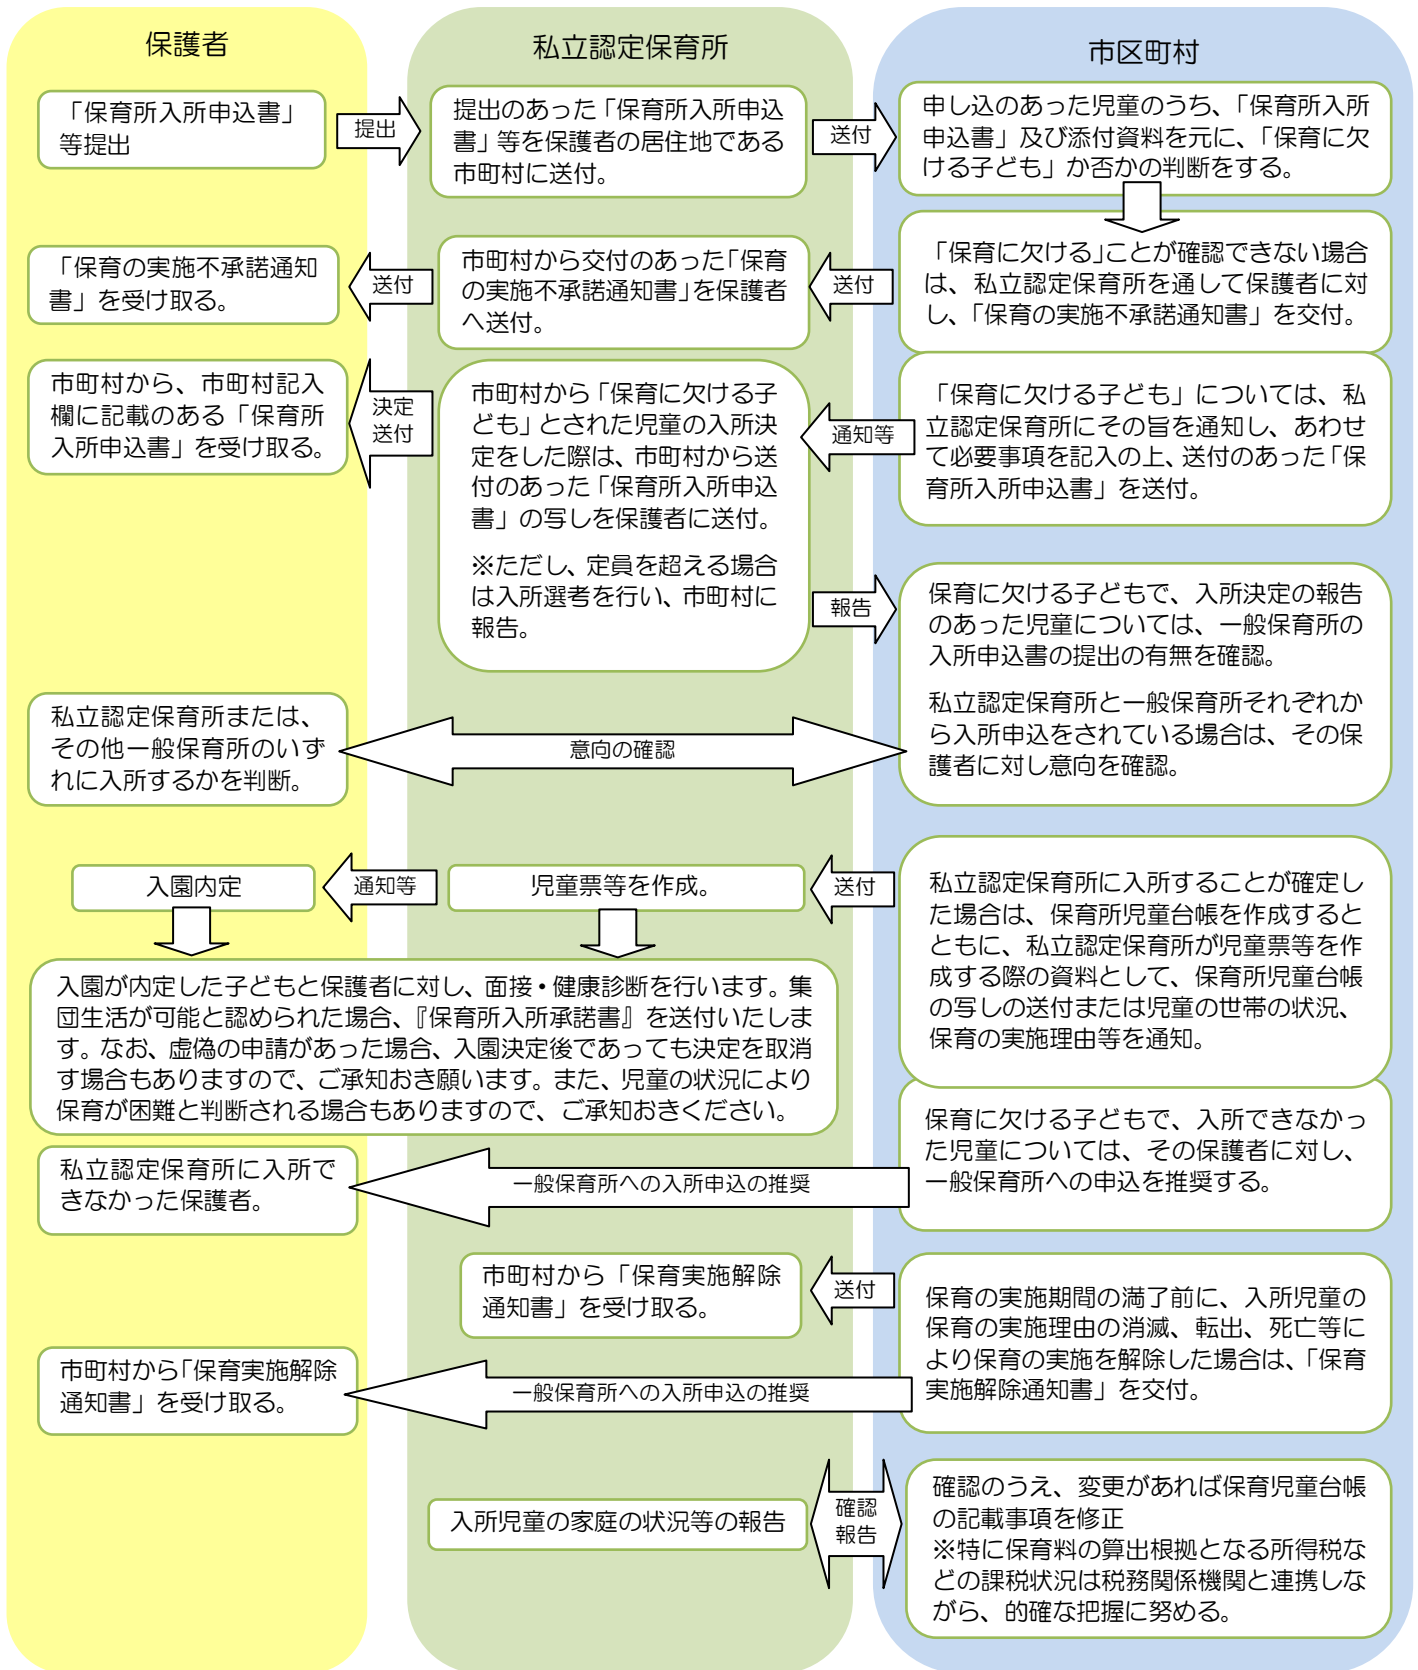 保護者
私立認定保育所
市区町村
「保育所入所申込書」
等提出
提出
提出のあった「保育所入所申込
書」等を保護者の居住地である
市町村に送付。
送付
申し込のあった児童のうち、「保育所入所
申込書」及び添付資料を元に、「保育に欠
ける子ども」か否かの判断をする。
「保育の実施不承諾通知
書」を受け取る。
送付
市町村から交付のあった「保育
の実施不承諾通知書」を保護者
へ送付。
送付
「保育に欠ける」ことが確認できない場合
は、私立認定保育所を通して保護者に対
し、「保育の実施不承諾通知書」を交付。
市町村から、市町村記入
欄に記載のある「保育所
入所申込書」を受け取る。
決定
送付
市町村から「保育に欠ける子
ども」とされた児童の入所決
定をした際は、市町村から送
付のあった「保育所入所申込
書」の写しを保護者に送付。
※ただし、定員を超える場合
は入所選考を行い、市町村に
報告。
通知等
「保育に欠ける子ども」については、私
立認定保育所にその旨を通知し、あわせ
て必要事項を記入の上、送付のあった「保
育所入所申込書」を送付。
報告
保育に欠ける子どもで、入所決定の報告
のあった児童については、一般保育所の
入所申込書の提出の有無を確認。
私立認定保育所と一般保育所それぞれか
ら入所申込をされている場合は、その保
護者に対し意向を確認。
私立認定保育所または、
その他一般保育所のいず
れに入所するかを判断。
意向の確認
入園内定
通知等
児童票等を作成。
送付
私立認定保育所に入所することが確定し
た場合は、保育所児童台帳を作成すると
ともに、私立認定保育所が児童票等を作
成する際の資料として、保育所児童台帳
の写しの送付または児童の世帯の状況、
保育の実施理由等を通知。
入園が内定した子どもと保護者に対し、面接・健康診断を行います。集
団生活が可能と認められた場合、『保育所入所承諾書』を送付いたしま
す。なお、虚偽の申請があった場合、入園決定後であっても決定を取消
す場合もありますので、ご承知おき願います。また、児童の状況により
保育が困難と判断される場合もありますので、ご承知おきください。
保育に欠ける子どもで、入所できなかっ
た児童については、その保護者に対し、
一般保育所への申込を推奨する。
私立認定保育所に入所で
きなかった保護者。
一般保育所への入所申込の推奨
市町村から「保育実施解除
通知書」を受け取る。
送付
保育の実施期間の満了前に、入所児童の
保育の実施理由の消滅、転出、死亡等に
より保育の実施を解除した場合は、「保育
実施解除通知書」を交付。
市町村から「保育実施解除
通知書」を受け取る。
一般保育所への入所申込の推奨
入所児童の家庭の状況等の報告
確認
報告
確認のうえ、変更があれば保育児童台帳
の記載事項を修正
※特に保育料の算出根拠となる所得税な
どの課税状況は税務関係機関と連携しな
がら、的確な把握に努める。